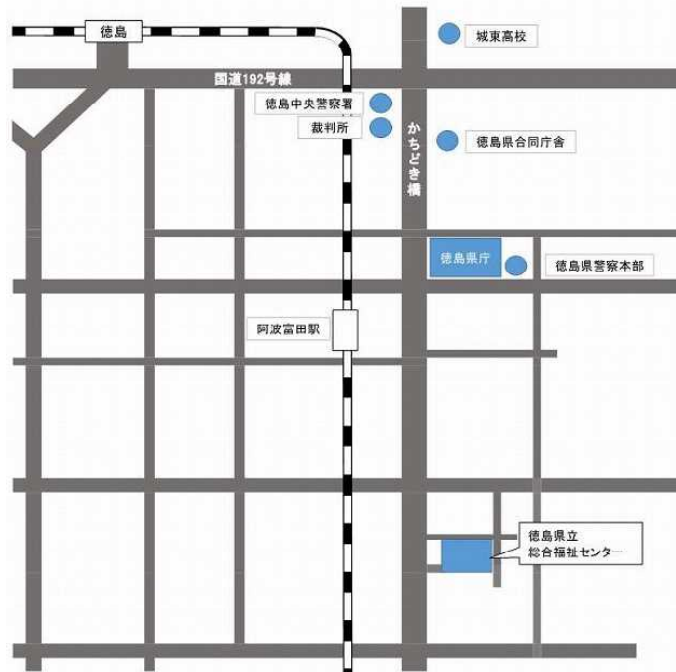 徳島
城東高校
国道192号線
徳島中央警察署
裁判所
かちどき橋
徳島県合同庁舎
徳島県庁
徳島県警察本部
阿波富田駅
徳島県立
総合福祉センター